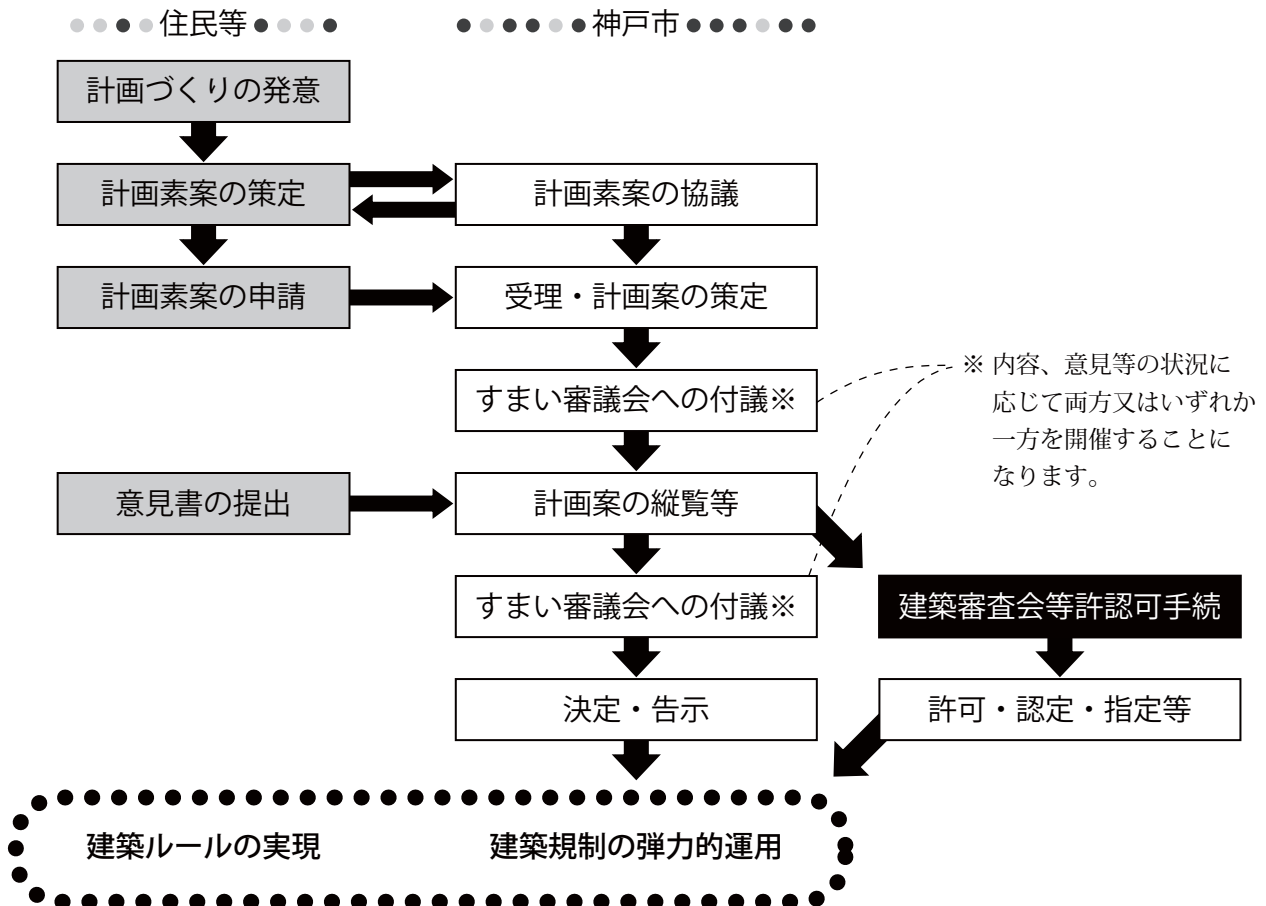 住民等
神戸市
計画づくりの発意
計画素案の策定
計画素案の協議
計画素案の申請
受理・計画案の策定
すまい審議会への付議※
※ 内容、意見等の状況に
応じて両方又はいずれか
一方を開催することに
なります。
意見書の提出
計画案の縦覧等
すまい審議会への付議※
建築審査会等許認可手続
決定・告示
許可・認定・指定等
建築ルールの実現
建築規制の弾力的運用